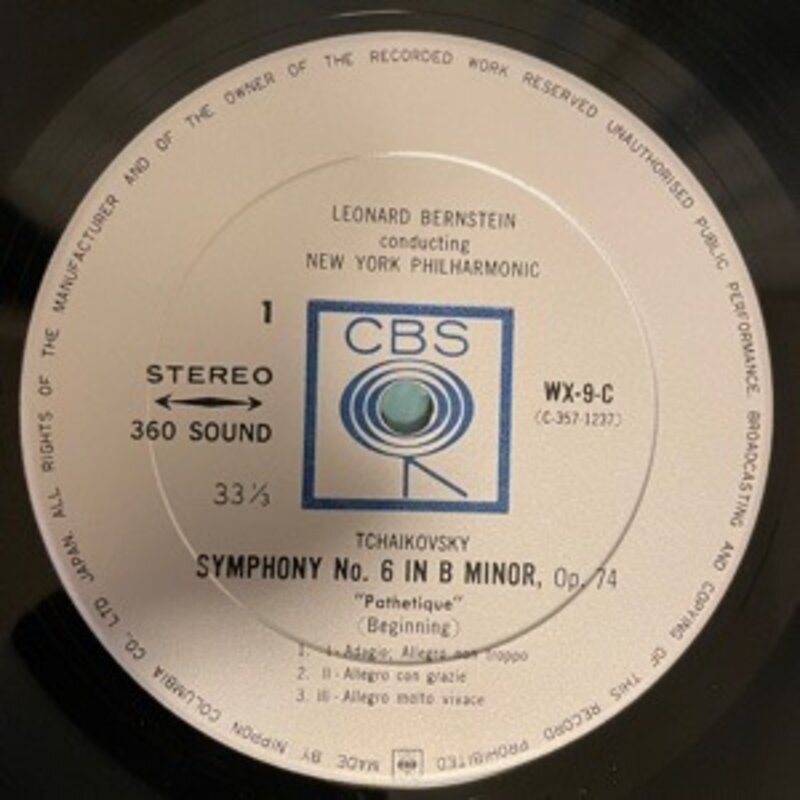 ALL RIGHTS OF THE MANUFACTURER AND OF THE OWNER OF THE RECORDED WORK RESERVED UNAUTHORISED PUBLIC PERFORMANCE BROADCASTING AND COPYING OF THIS RECORD PROHIBITED
MADE BY NIPPON COLUMBIA CO., LTD JAPAN.
LEONARD BERNSTEIN
conducting
NEW YORK PHILHARMONIC
1
CBS
STEREO
360 SOUND
WX-9-C
(C-357-1237)
33⅓
TCHAIKOVSKY
SYMPHONY No. 6 IN B MINOR, Op. 74
"Pathetique"
(Beginning)
1. I-Adagio; Allegro non troppo
2. II-Allegro con grazie
3. III-Allegro molto vivace